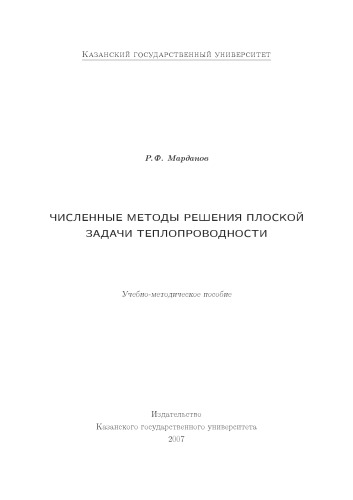 Казанский государственный университет
Р.Ф. Марданов
ЧИСЛЕННЫЕ МЕТОДЫ РЕШЕНИЯ ПЛОСКОЙ
ЗАДАЧИ ТЕПЛОПРОВОДНОСТИ
Учебно-методическое пособие
Издательство
Казанского государственного университета
2007